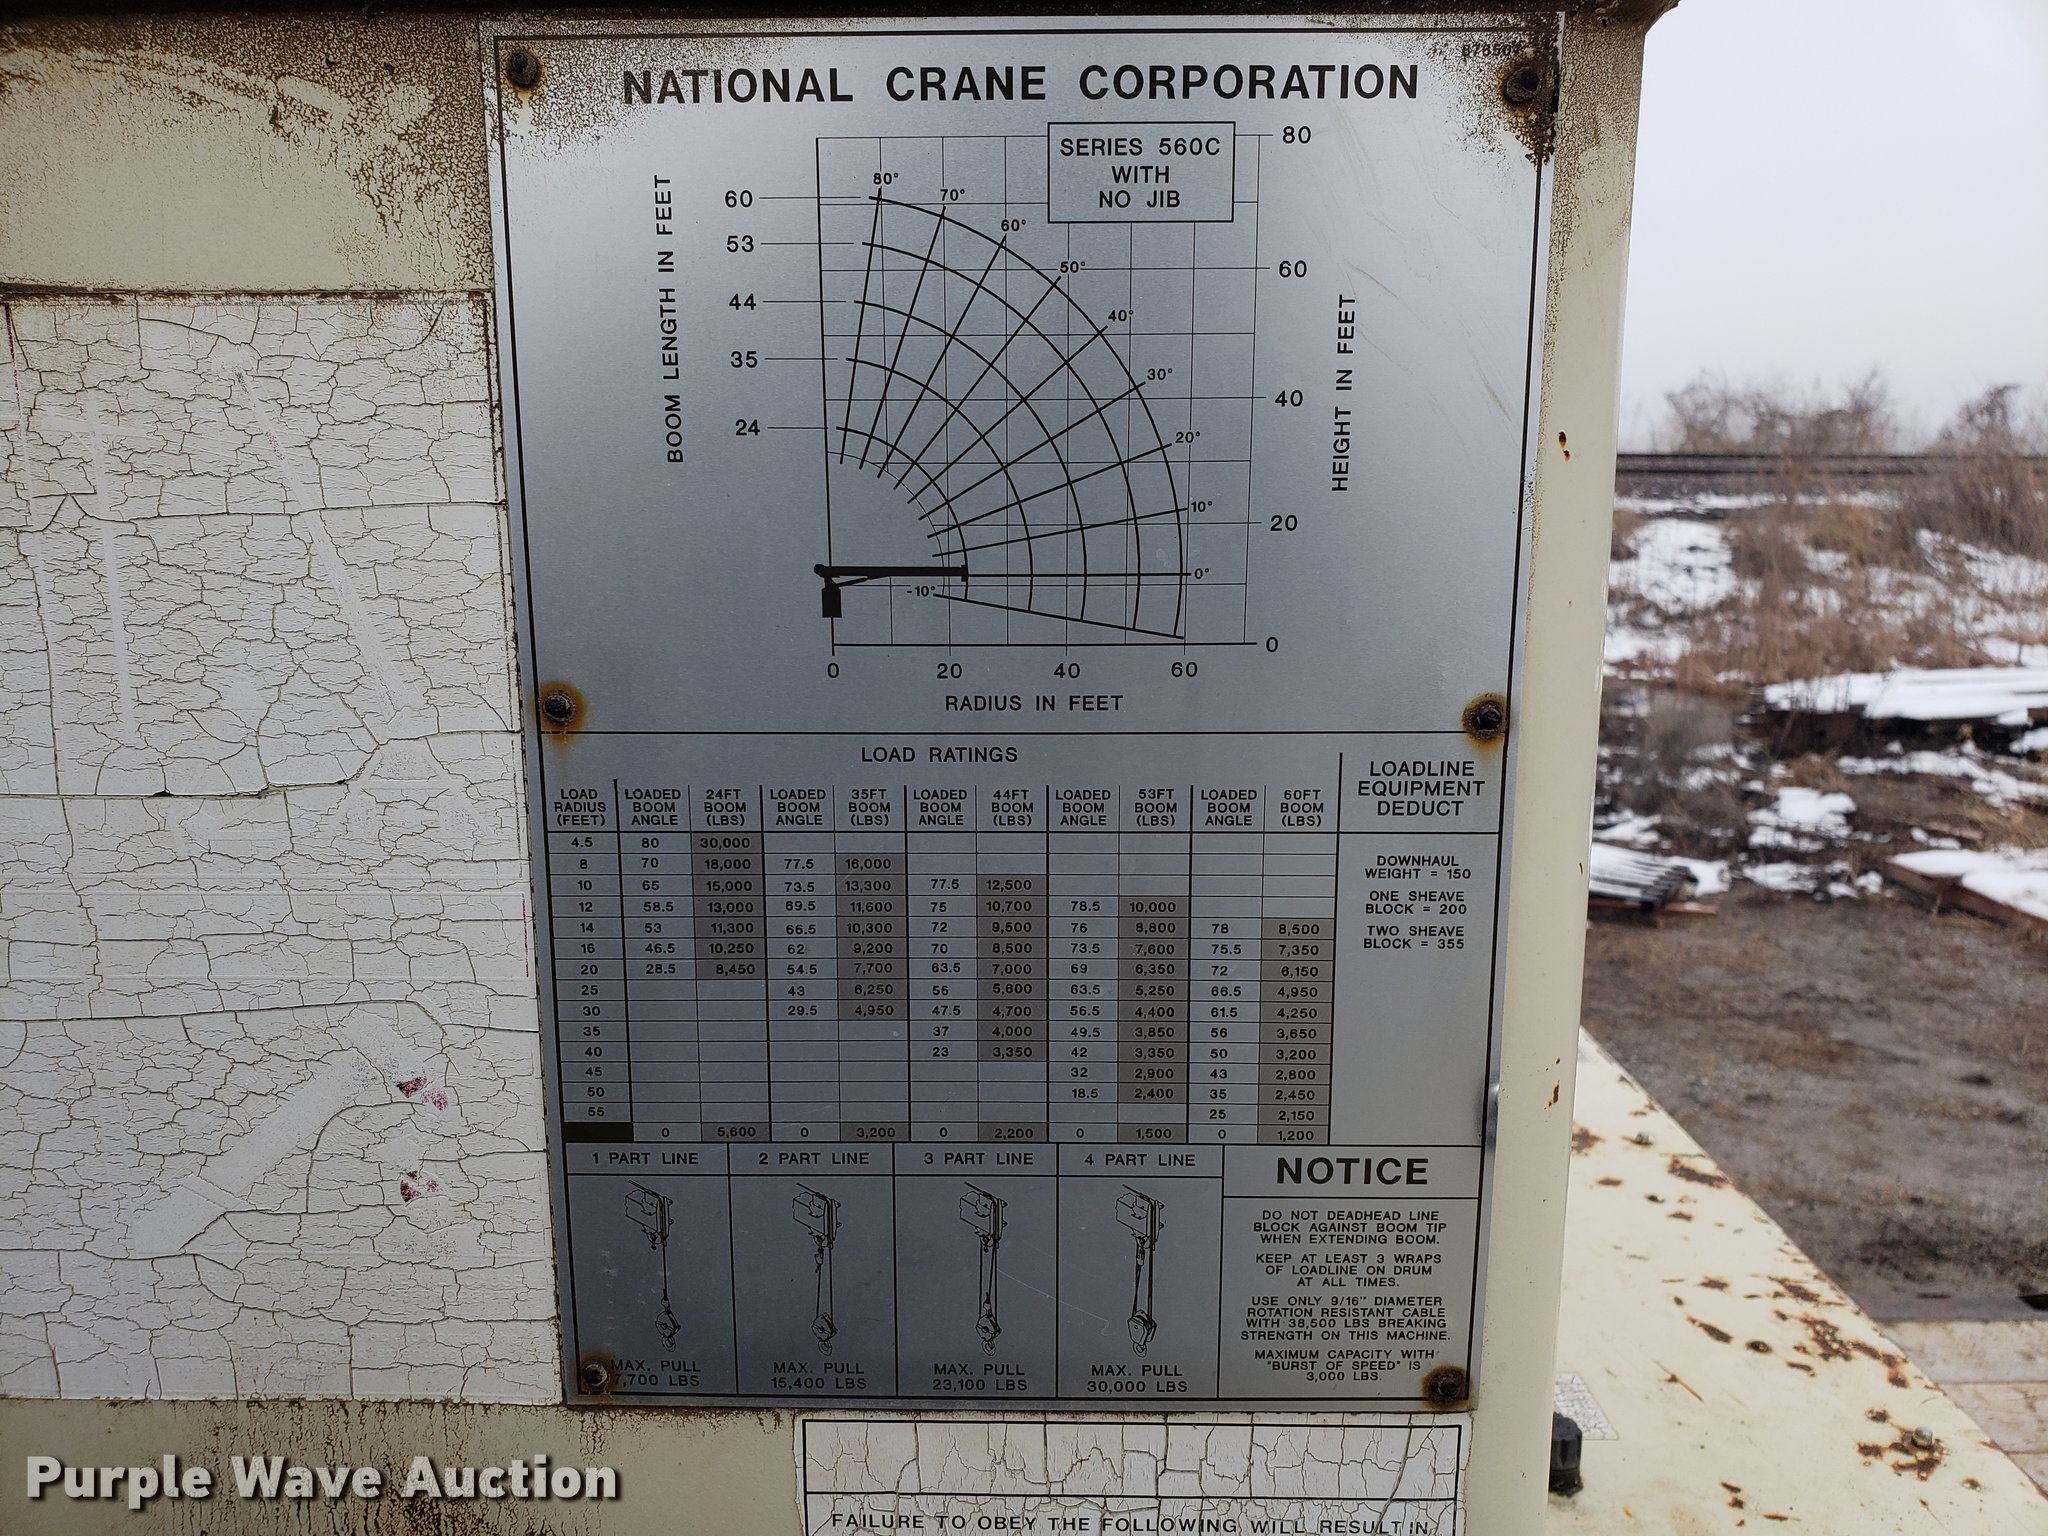 NATIONAL CRANE CORPORATION
SERIES 560C
WITH
NO JIB
BOOM LENGTH IN FEET
60
53
44
35
24
80°
70°
60°
50°
40°
30°
20°
10°
0°
-10°
80
60
40
20
0
HEIGHT IN FEET
0 20 40 60
RADIUS IN FEET
LOAD RATINGS
LOAD RADIUS (FEET) LOADED BOOM ANGLE 24FT BOOM (LBS) LOADED BOOM ANGLE 35FT BOOM (LBS) LOADED BOOM ANGLE 44FT BOOM (LBS) LOADED BOOM ANGLE 53FT BOOM (LBS) LOADED BOOM ANGLE 60FT BOOM (LBS)
4.5 80 30,000
8 70 18,000 77.5 16,000
10 65 15,000 73.5 13,300 77.5 12,500
12 58.5 13,000 69.5 11,600 75 10,700 78.5 10,000
14 53 11,300 66.5 10,300 72 9,500 76 8,800 78 8,500
16 46.5 10,250 62 9,200 70 8,500 73.5 7,600 75.5 7,350
20 28.5 8,450 54.5 7,700 63.5 7,000 69 6,350 72 6,150
25 43 6,250 56 5,600 63.5 5,250 66.5 4,950
30 29.5 4,950 47.5 4,700 56.5 4,400 61.5 4,250
35 37 4,000 49.5 3,850 56 3,650
40 23 3,350 42 3,350 50 3,200
45 32 2,900 43 2,800
50 18.5 2,400 35 2,450
55 25 2,150
0 5,600 0 3,200 0 2,200 0 1,500 0 1,200
LOADLINE
EQUIPMENT
DEDUCT
DOWNHAUL
WEIGHT = 150
ONE SHEAVE
BLOCK = 200
TWO SHEAVE
BLOCK = 355
1 PART LINE 2 PART LINE 3 PART LINE 4 PART LINE
MAX. PULL MAX. PULL MAX. PULL MAX. PULL
7,700 LBS 15,400 LBS 23,100 LBS 30,000 LBS
NOTICE
DO NOT DEADHEAD LINE
BLOCK AGAINST BOOM TIP
WHEN EXTENDING BOOM.
KEEP AT LEAST 3 WRAPS
OF LOADLINE ON DRUM
AT ALL TIMES.
USE ONLY 9/16" DIAMETER
ROTATION RESISTANT CABLE
WITH 38,500 LBS BREAKING
STRENGTH ON THIS MACHINE.
MAXIMUM CAPACITY WITH
"BURST OF SPEED" IS
3,000 LBS.
FAILURE TO OBEY THE FOLLOWING WILL RESULT IN
Purple Wave Auction